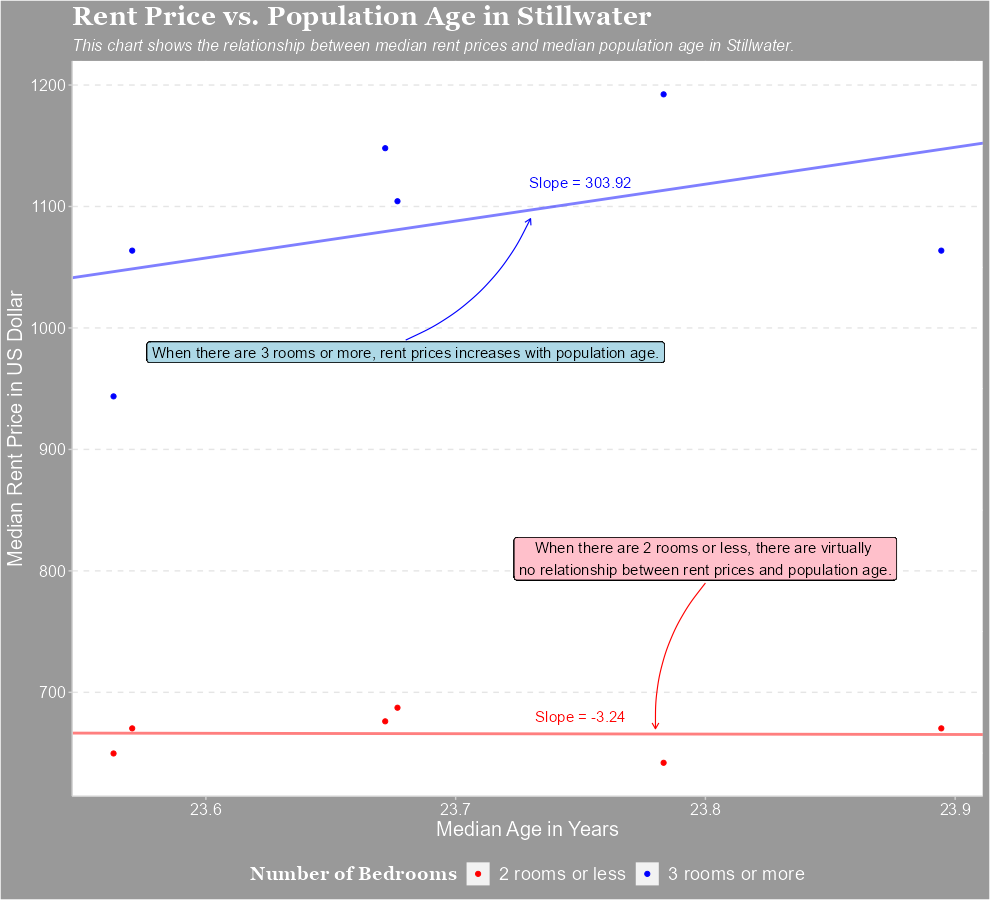 Rent Price vs. Population Age in Stillwater
This chart shows the relationship between median rent prices and median population age in Stillwater.
1200
1100
1000
900
800
700
Median Rent Price in US Dollar
Slope = 303.92
When there are 3 rooms or more, rent prices increases with population age.
When there are 2 rooms or less, there are virtually
no relationship between rent prices and population age.
Slope = -3.24
23.6
23.7
23.8
23.9
Median Age in Years
Number of Bedrooms
2 rooms or less
3 rooms or more